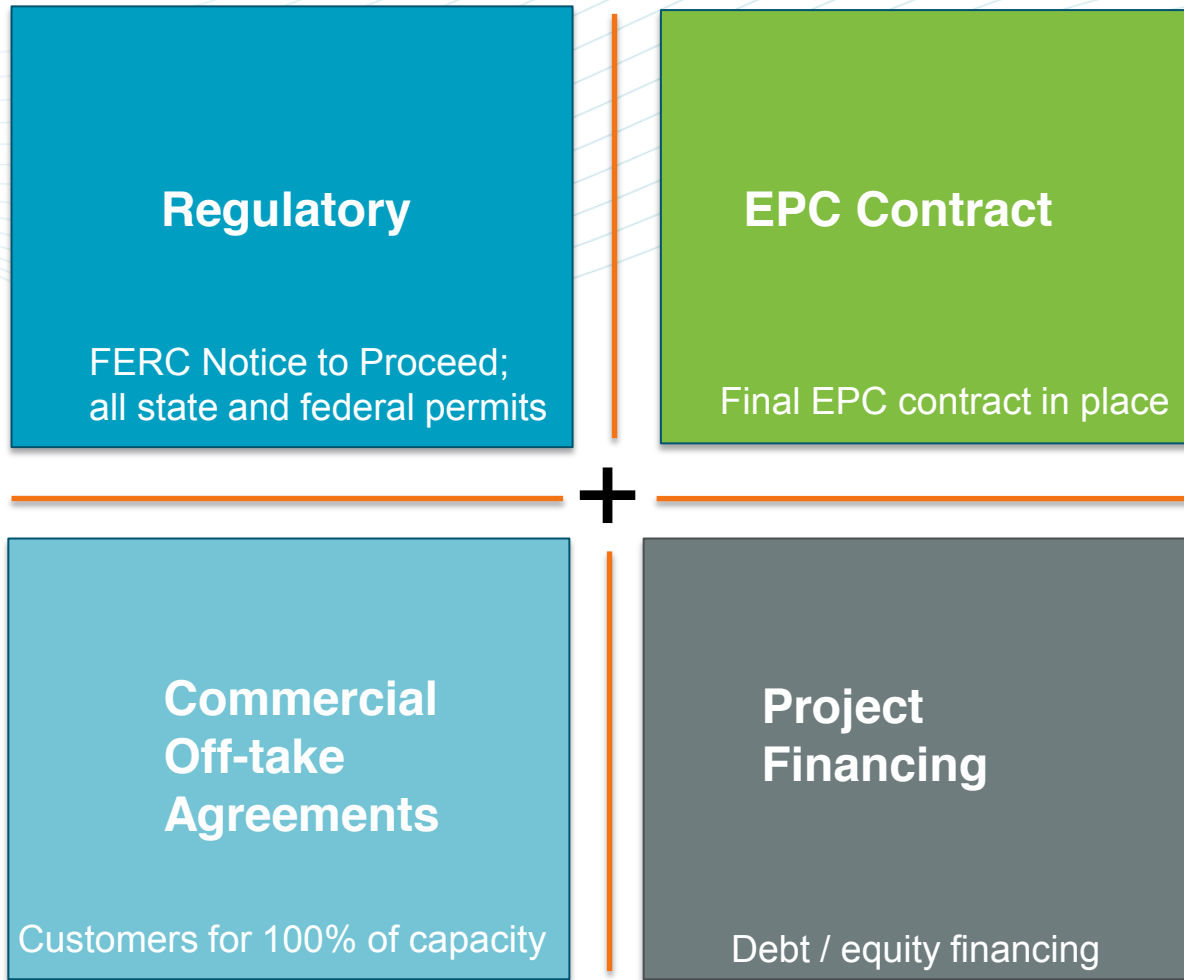 Regulatory
FERC Notice to Proceed;
all state and federal permits
EPC Contract
Final EPC contract in place
+
Commercial
Off-take
Agreements
Customers for 100% of capacity
Project
Financing
Debt / equity financing